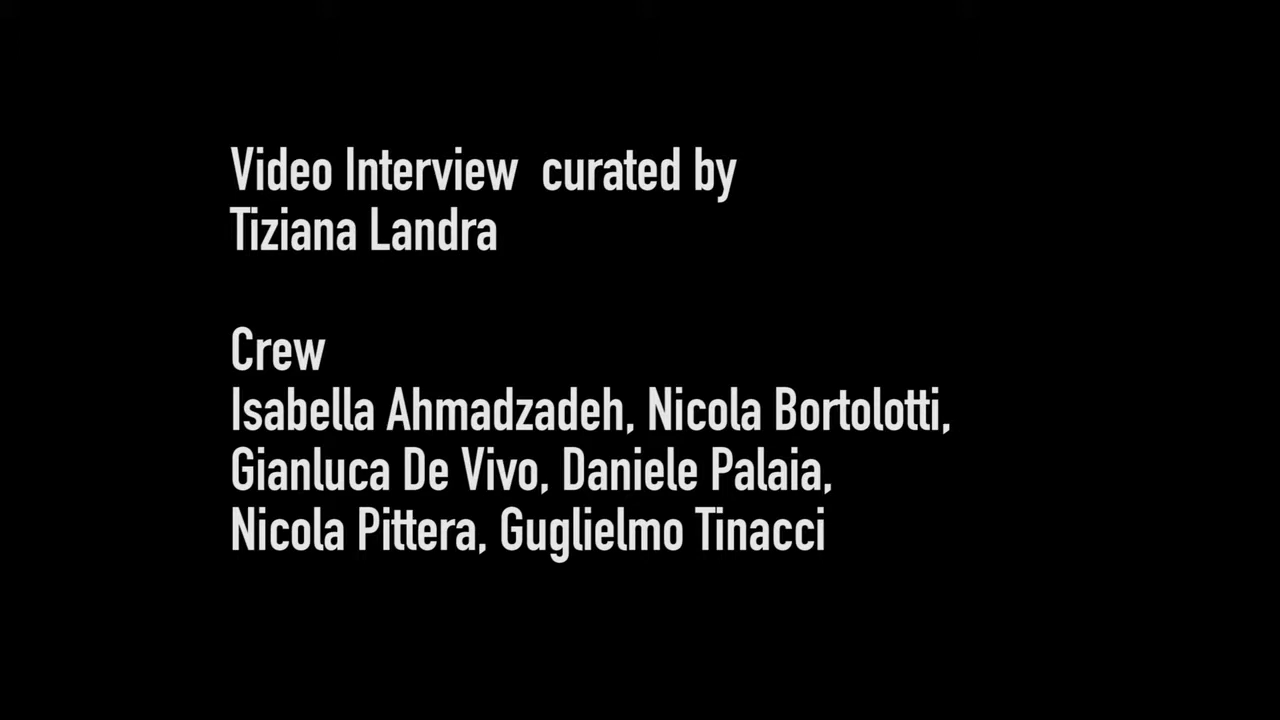 Video Interview  curated by
Tiziana Landra
Crew
Isabella Ahmadzadeh, Nicola Bortolotti,
Gianluca De Vivo, Daniele Palaia,
Nicola Pittera, Guglielmo Tinacci